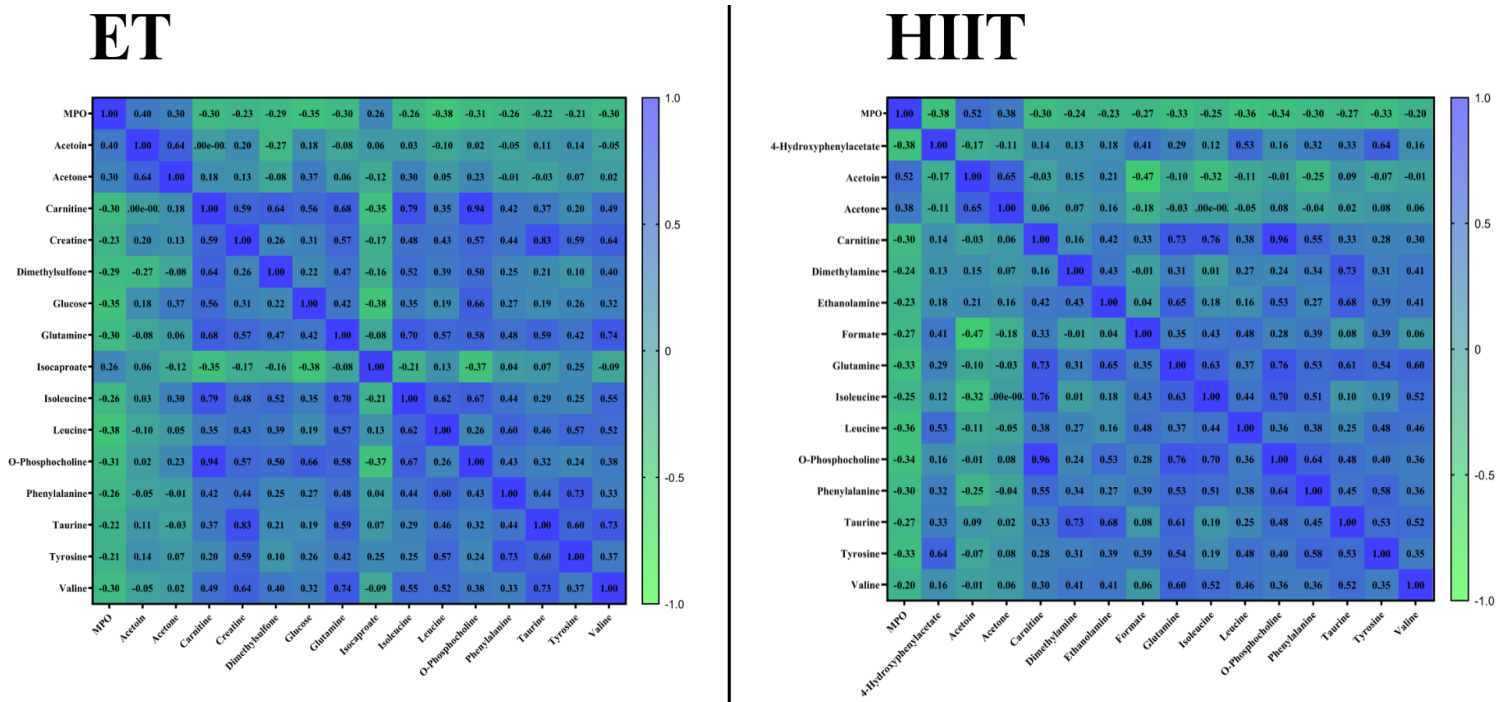 ET
MPO 1.00 0.40 0.30 -0.30 -0.23 -0.29 -0.35 -0.30 0.26 -0.26 -0.38 -0.31 -0.26 -0.22 -0.21 -0.30
Acetoin 0.40 1.00 0.64 .00e-00 0.20 -0.27 0.18 -0.08 0.06 0.03 -0.10 0.02 -0.05 0.11 0.14 -0.05
Acetone 0.30 0.64 1.00 0.18 0.13 -0.08 0.37 0.06 -0.12 0.30 0.05 0.23 -0.01 -0.03 0.07 0.02
Carnitine -0.30 .00e-00 0.18 1.00 0.59 0.64 0.56 0.68 -0.35 0.79 0.35 0.94 0.42 0.37 0.20 0.49
Creatine -0.23 0.20 0.13 0.59 1.00 0.26 0.31 0.57 -0.17 0.48 0.43 0.57 0.44 0.83 0.59 0.64
Dimethylsulfone -0.29 -0.27 -0.08 0.64 0.26 1.00 0.22 0.47 -0.16 0.52 0.39 0.50 0.25 0.21 0.10 0.40
Glucose -0.35 0.18 0.37 0.56 0.31 0.22 1.00 0.42 -0.38 0.35 0.19 0.66 0.27 0.19 0.26 0.32
Glutamine -0.30 -0.08 0.06 0.68 0.57 0.47 0.42 1.00 -0.08 0.70 0.57 0.58 0.48 0.59 0.42 0.74
Isocaproate 0.26 0.06 -0.12 -0.35 -0.17 -0.16 -0.38 -0.08 1.00 -0.21 0.13 -0.37 0.04 0.07 0.25 -0.09
Isoleucine -0.26 0.03 0.30 0.79 0.48 0.52 0.35 0.70 -0.21 1.00 0.62 0.67 0.44 0.29 0.25 0.55
Leucine -0.38 -0.10 0.05 0.35 0.43 0.39 0.19 0.57 0.13 0.62 1.00 0.26 0.60 0.46 0.57 0.52
O-Phosphocholine -0.31 0.02 0.23 0.94 0.57 0.50 0.66 0.58 -0.37 0.67 0.26 1.00 0.43 0.32 0.24 0.38
Phenylalanine -0.26 -0.05 -0.01 0.42 0.44 0.25 0.27 0.48 0.04 0.44 0.60 0.43 1.00 0.44 0.73 0.33
Taurine -0.22 0.11 -0.03 0.37 0.83 0.21 0.19 0.59 0.07 0.29 0.46 0.32 0.44 1.00 0.60 0.73
Tyrosine -0.21 0.14 0.07 0.20 0.59 0.10 0.26 0.42 0.25 0.25 0.57 0.24 0.73 0.60 1.00 0.37
Valine -0.30 -0.05 0.02 0.49 0.64 0.40 0.32 0.74 -0.09 0.55 0.52 0.38 0.33 0.73 0.37 1.00
MPO Acetoin Acetone Carnitine Creatine Dimethylsulfone Glucose Glutamine Isocaproate Isoleucine Leucine O-Phosphocholine Phenylalanine Taurine Tyrosine Valine
1.0
0.5
0
-0.5
-1.0
HIIT
MPO 1.00 -0.38 0.52 0.38 -0.30 -0.24 -0.23 -0.27 -0.33 -0.25 -0.36 -0.34 -0.30 -0.27 -0.33 -0.20
4-Hydroxyphenylacetate -0.38 1.00 -0.17 -0.11 0.14 0.13 0.18 0.41 0.29 0.12 0.53 0.16 0.32 0.33 0.64 0.16
Acetoin 0.52 -0.17 1.00 0.65 -0.03 0.15 0.21 -0.47 -0.10 -0.32 -0.11 -0.01 -0.25 0.09 -0.07 -0.01
Acetone 0.38 -0.11 0.65 1.00 0.06 0.07 0.16 -0.18 -0.03 .00e-00 -0.05 0.08 -0.04 0.02 0.08 0.06
Carnitine -0.30 0.14 -0.03 0.06 1.00 0.16 0.42 0.33 0.73 0.76 0.38 0.96 0.55 0.33 0.28 0.30
Dimethylamine -0.24 0.13 0.15 0.07 0.16 1.00 0.43 -0.01 0.31 0.01 0.27 0.24 0.34 0.73 0.31 0.41
Ethanolamine -0.23 0.18 0.21 0.16 0.42 0.43 1.00 0.04 0.65 0.18 0.16 0.53 0.27 0.68 0.39 0.41
Formate -0.27 0.41 -0.47 -0.18 0.33 -0.01 0.04 1.00 0.35 0.43 0.48 0.28 0.39 0.08 0.39 0.06
Glutamine -0.33 0.29 -0.10 -0.03 0.73 0.31 0.65 0.35 1.00 0.63 0.37 0.76 0.53 0.61 0.54 0.60
Isoleucine -0.25 0.12 -0.32 .00e-00 0.76 0.01 0.18 0.43 0.63 1.00 0.44 0.70 0.51 0.10 0.19 0.52
Leucine -0.36 0.53 -0.11 -0.05 0.38 0.27 0.16 0.48 0.37 0.44 1.00 0.36 0.38 0.25 0.48 0.46
O-Phosphocholine -0.34 0.16 -0.01 0.08 0.96 0.24 0.53 0.28 0.76 0.70 0.36 1.00 0.64 0.48 0.40 0.36
Phenylalanine -0.30 0.32 -0.25 -0.04 0.55 0.34 0.27 0.39 0.53 0.51 0.38 0.64 1.00 0.45 0.58 0.36
Taurine -0.27 0.33 0.09 0.02 0.33 0.73 0.68 0.08 0.61 0.10 0.25 0.48 0.45 1.00 0.53 0.52
Tyrosine -0.33 0.64 -0.07 0.08 0.28 0.31 0.39 0.39 0.54 0.19 0.48 0.40 0.58 0.53 1.00 0.35
Valine -0.20 0.16 -0.01 0.06 0.30 0.41 0.41 0.06 0.60 0.52 0.46 0.36 0.36 0.52 0.35 1.00
MPO 4-Hydroxyphenylacetate Acetoin Acetone Carnitine Dimethylamine Ethanolamine Formate Glutamine Isoleucine Leucine O-Phosphocholine Phenylalanine Taurine Tyrosine Valine
1.0
0.5
0
-0.5
-1.0